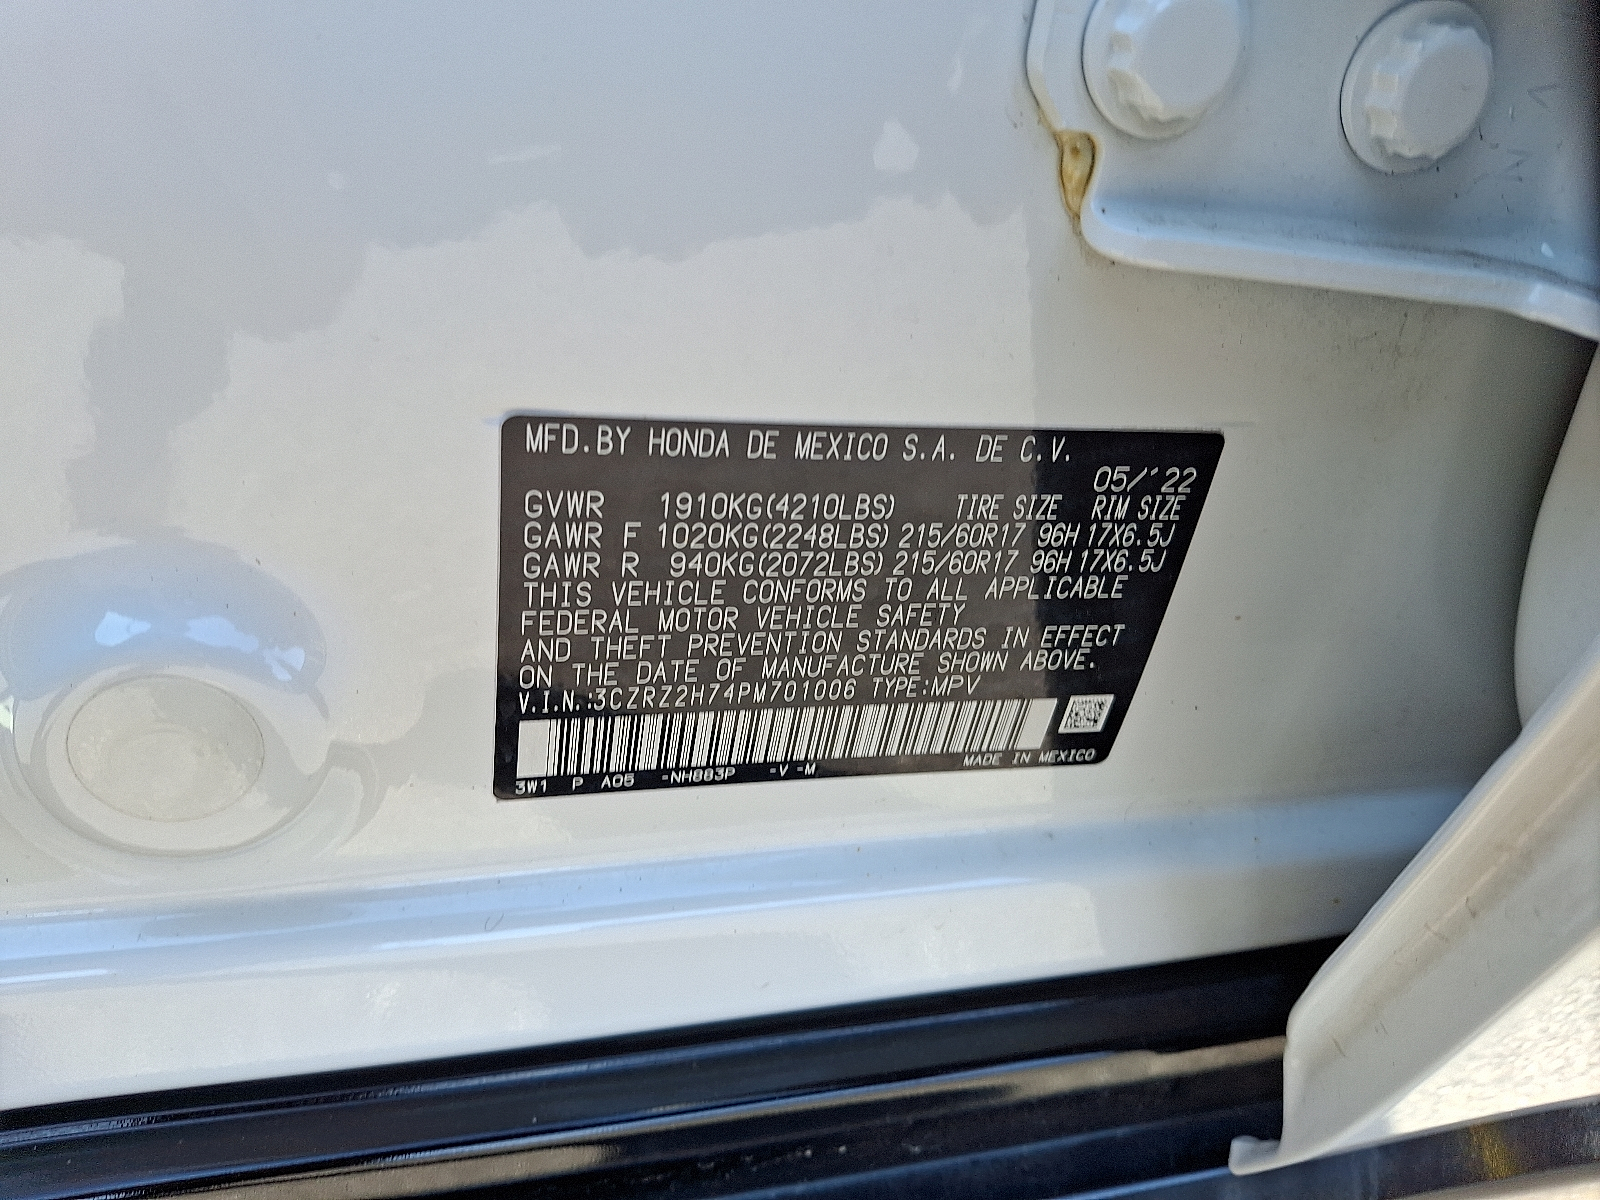 MFD.BY HONDA DE MEXICO S.A. DE C.V.
05/'22
GVWR 1910KG(4210LBS) TIRE SIZE RIM SIZE
GAWR F 1020KG(2248LBS) 215/60R17 96H 17X6.5J
GAWR R 940KG(2072LBS) 215/60R17 96H 17X6.5J
THIS VEHICLE CONFORMS TO ALL APPLICABLE
FEDERAL MOTOR VEHICLE SAFETY
AND THEFT PREVENTION STANDARDS IN EFFECT
ON THE DATE OF MANUFACTURE SHOWN ABOVE.
V.I.N.:3CZRZ2H74PM701006 TYPE:MPV
MADE IN MEXICO
3W1 P A05 -NH883P -V -M